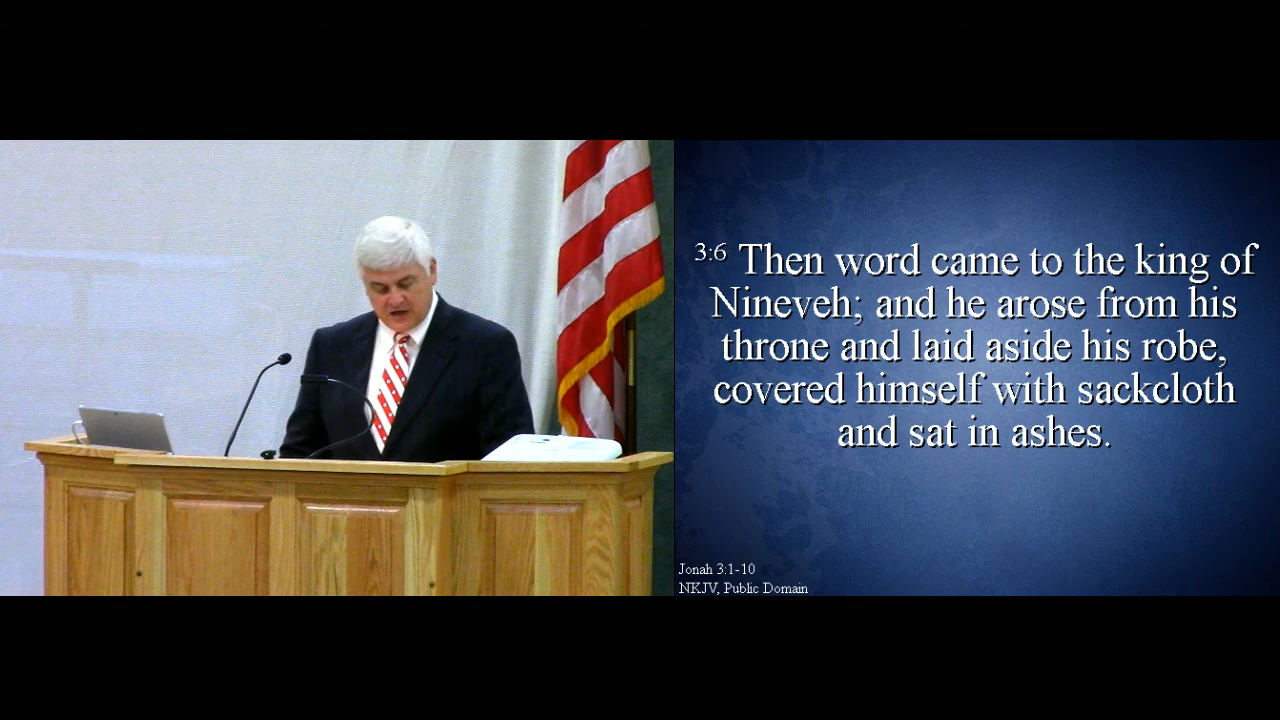 3:6 Then word came to the king of
Nineveh; and he arose from his
throne and laid aside his robe,
covered himself with sackcloth
and sat in ashes.
Jonah 3:1-10
NKJV, Public Domain